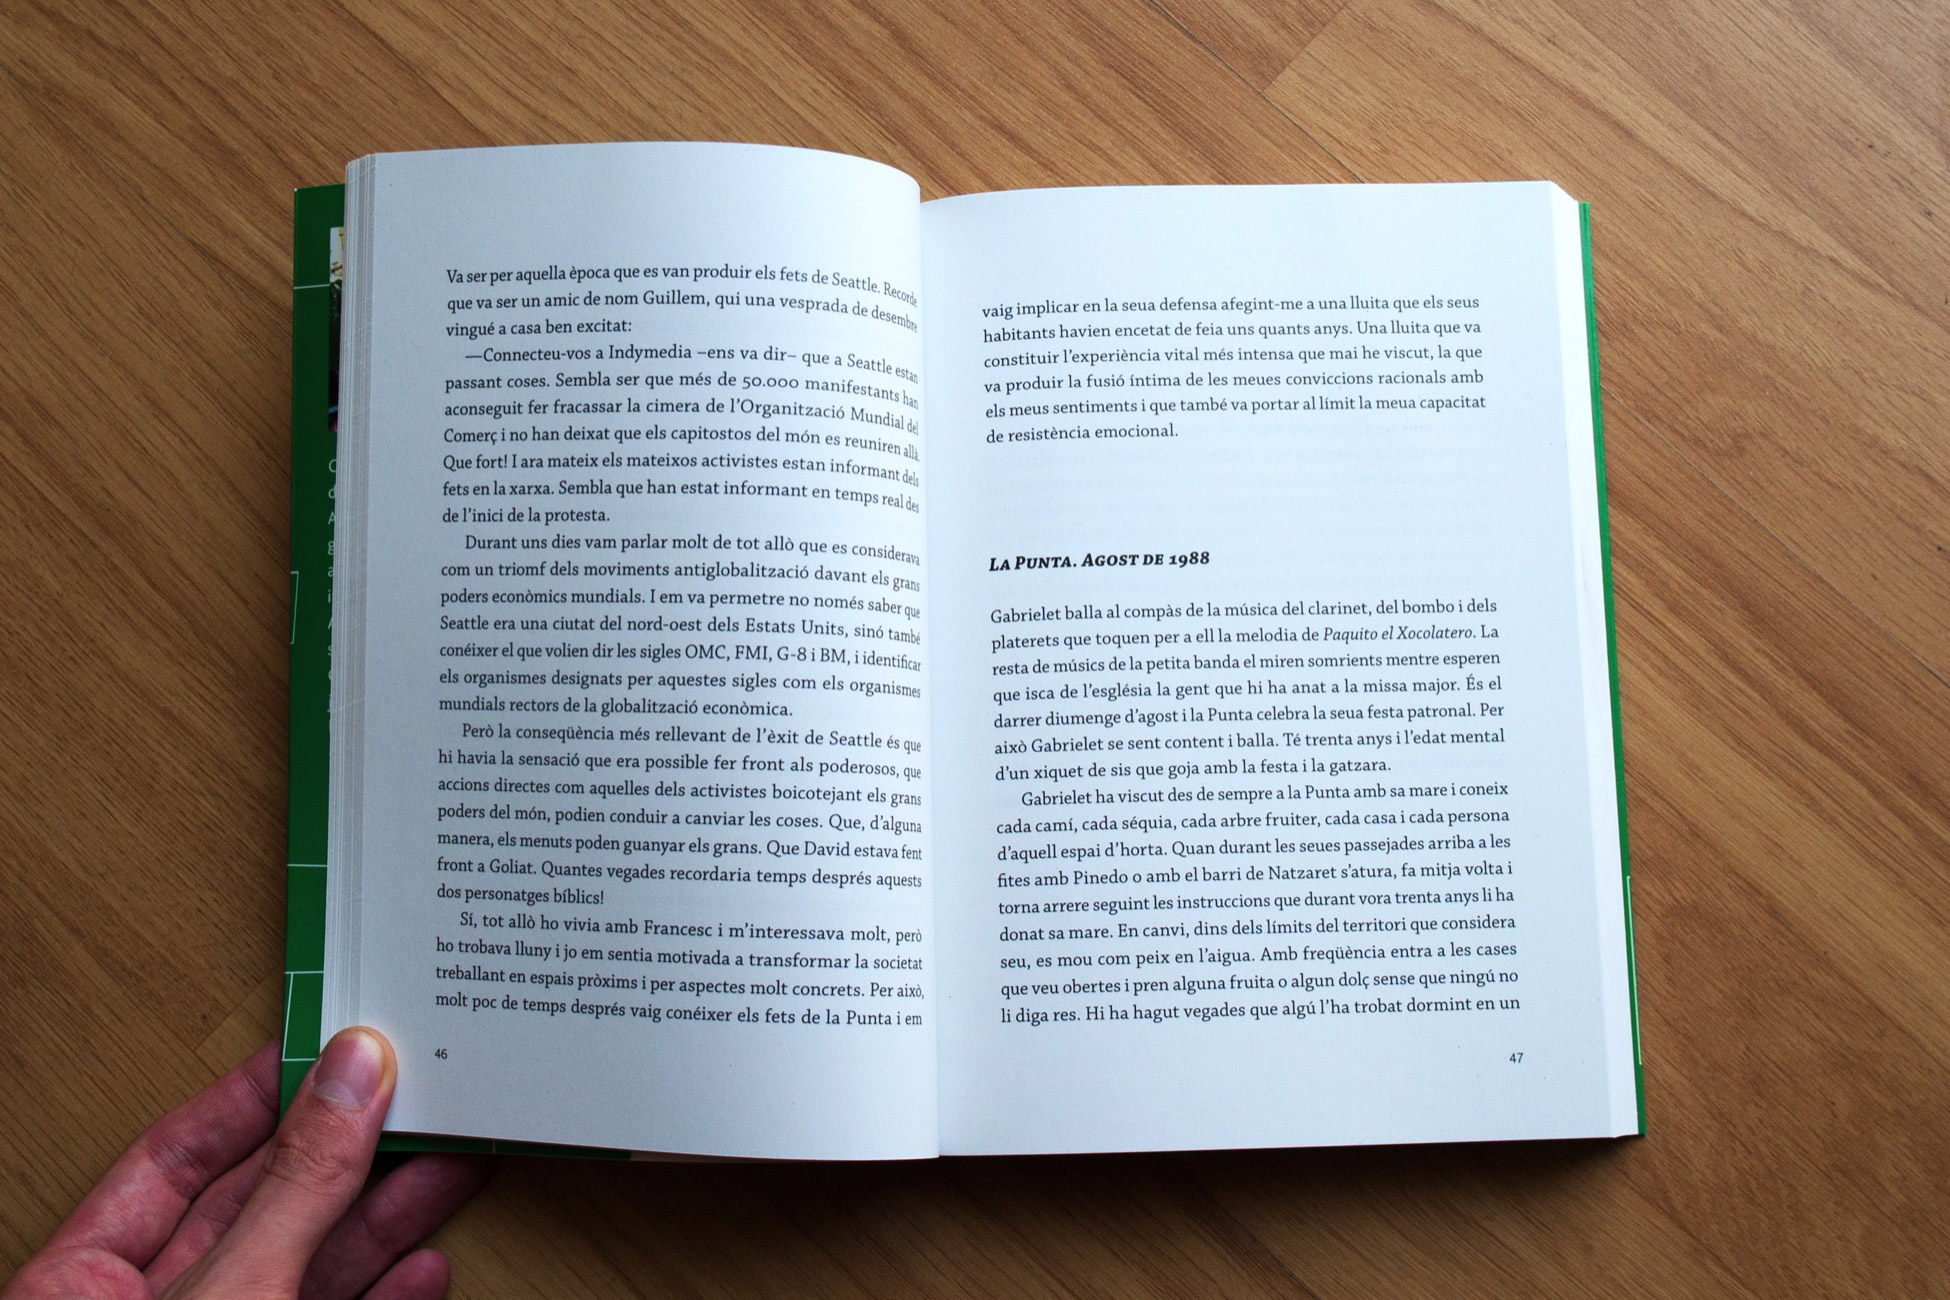 Va ser per aquella època que es van produir els fets de Seattle. Recorde
que va ser un amic de nom Guillem, qui una vesprada de desembre
vingué a casa ben excitat:
—Connecteu-vos a Indymedia –ens va dir– que a Seattle estan
passant coses. Sembla ser que més de 50.000 manifestants han
aconseguit fer fracassar la cimera de l’Organització Mundial del
Comerç i no han deixat que els capitostos del món es reuniren allà.
Que fort! I ara mateix els mateixos activistes estan informant dels
fets en la xarxa. Sembla que han estat informant en temps real des
de l’inici de la protesta.
Durant uns dies vam parlar molt de tot allò que es considerava
com un triomf dels moviments antiglobalització davant els grans
poders econòmics mundials. I em va permetre no només saber que
Seattle era una ciutat del nord-oest dels Estats Units, sinó també
conéixer el que volien dir les sigles OMC, FMI, G-8 i BM, i identificar
els organismes designats per aquestes sigles com els organismes
mundials rectors de la globalització econòmica.
Però la conseqüència més rellevant de l’èxit de Seattle és que
hi havia la sensació que era possible fer front als poderosos, que
accions directes com aquelles dels activistes boicotejant els grans
poders del món, podien conduir a canviar les coses. Que, d’alguna
manera, els menuts poden guanyar els grans. Que David estava fent
front a Goliat. Quantes vegades recordaria temps després aquests
dos personatges bíblics!
Sí, tot allò ho vivia amb Francesc i m’interessava molt, però
ho trobava lluny i jo em sentia motivada a transformar la societat
treballant en espais pròxims i per aspectes molt concrets. Per això,
molt poc de temps després vaig conéixer els fets de la Punta i em
46
vaig implicar en la seua defensa afegint-me a una lluita que els seus
habitants havien encetat de feia uns quants anys. Una lluita que va
constituir l’experiència vital més intensa que mai he viscut, la que
va produir la fusió íntima de les meues conviccions racionals amb
els meus sentiments i que també va portar al límit la meua capacitat
de resistència emocional.
LA PUNTA. AGOST DE 1988
Gabrielet balla al compàs de la música del clarinet, del bombo i dels
platerets que toquen per a ell la melodia de Paquito el Xocolatero. La
resta de músics de la petita banda el miren somrients mentre esperen
que isca de l’església la gent que hi ha anat a la missa major. És el
darrer diumenge d’agost i la Punta celebra la seua festa patronal. Per
això Gabrielet se sent content i balla. Té trenta anys i l’edat mental
d’un xiquet de sis que goja amb la festa i la gatzara.
Gabrielet ha viscut des de sempre a la Punta amb sa mare i coneix
cada camí, cada séquia, cada arbre fruiter, cada casa i cada persona
d’aquell espai d’horta. Quan durant les seues passejades arriba a les
fites amb Pinedo o amb el barri de Natzaret s’atura, fa mitja volta i
torna arrere seguint les instruccions que durant vora trenta anys li ha
donat sa mare. En canvi, dins dels límits del territori que considera
seu, es mou com peix en l’aigua. Amb freqüència entra a les cases
que veu obertes i pren alguna fruita o algun dolç sense que ningú no
li diga res. Hi ha hagut vegades que algú l’ha trobat dormint en un
47